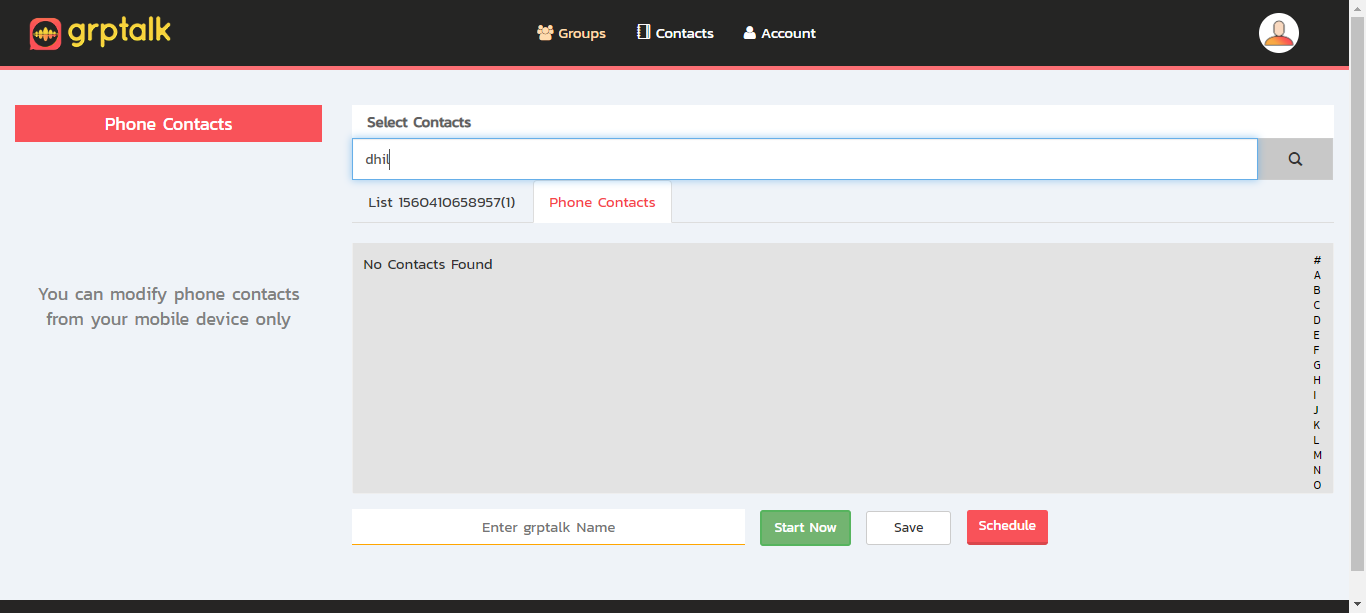 grptalk
Groups
Contacts
Account
Phone Contacts
You can modify phone contacts
from your mobile device only
Select Contacts
dhil
List 1560410658957(1)
Phone Contacts
No Contacts Found
#
A
B
C
D
E
F
G
H
I
J
K
L
M
N
O
Enter grptalk Name
Start Now
Save
Schedule